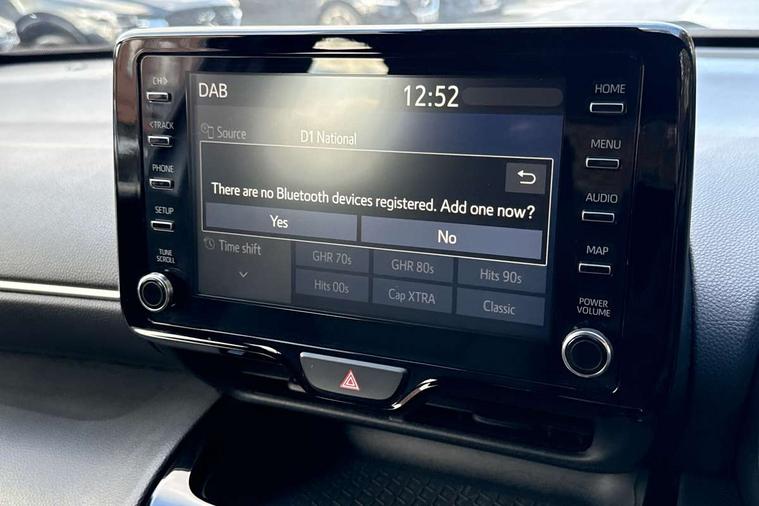 CH>
<TRACK
PHONE
SETUP
TUNE
SCROLL
DAB 12:52
Source D1 National
There are no Bluetooth devices registered. Add one now?
Yes No
Time shift
GHR 70s GHR 80s Hits 90s
Hits 00s Cap XTRA Classic
HOME
MENU
AUDIO
MAP
POWER
VOLUME